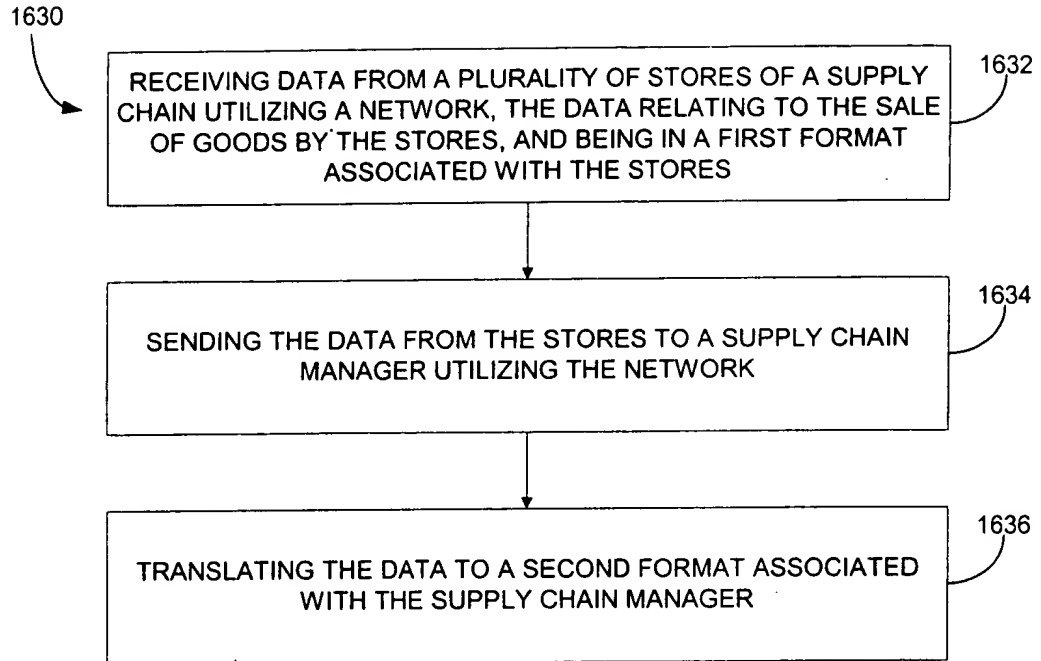 1630
RECEIVING DATA FROM A PLURALITY OF STORES OF A SUPPLY
CHAIN UTILIZING A NETWORK, THE DATA RELATING TO THE SALE
OF GOODS BY THE STORES, AND BEING IN A FIRST FORMAT
ASSOCIATED WITH THE STORES
1632
SENDING THE DATA FROM THE STORES TO A SUPPLY CHAIN
MANAGER UTILIZING THE NETWORK
1634
TRANSLATING THE DATA TO A SECOND FORMAT ASSOCIATED
WITH THE SUPPLY CHAIN MANAGER
1636